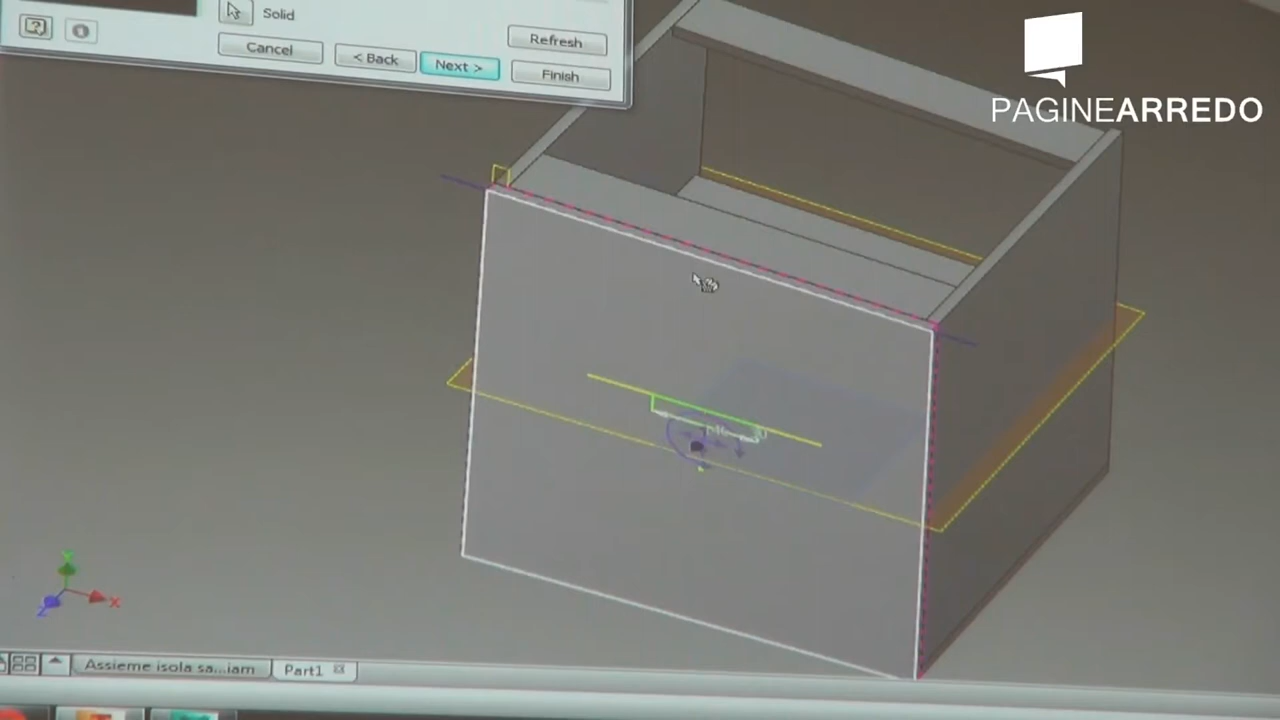 Solid
Refresh
Cancel
< Back
Next >
Finish
PAGINEARREDO
Y
X
Z
Assieme isola sa...iam
Part1